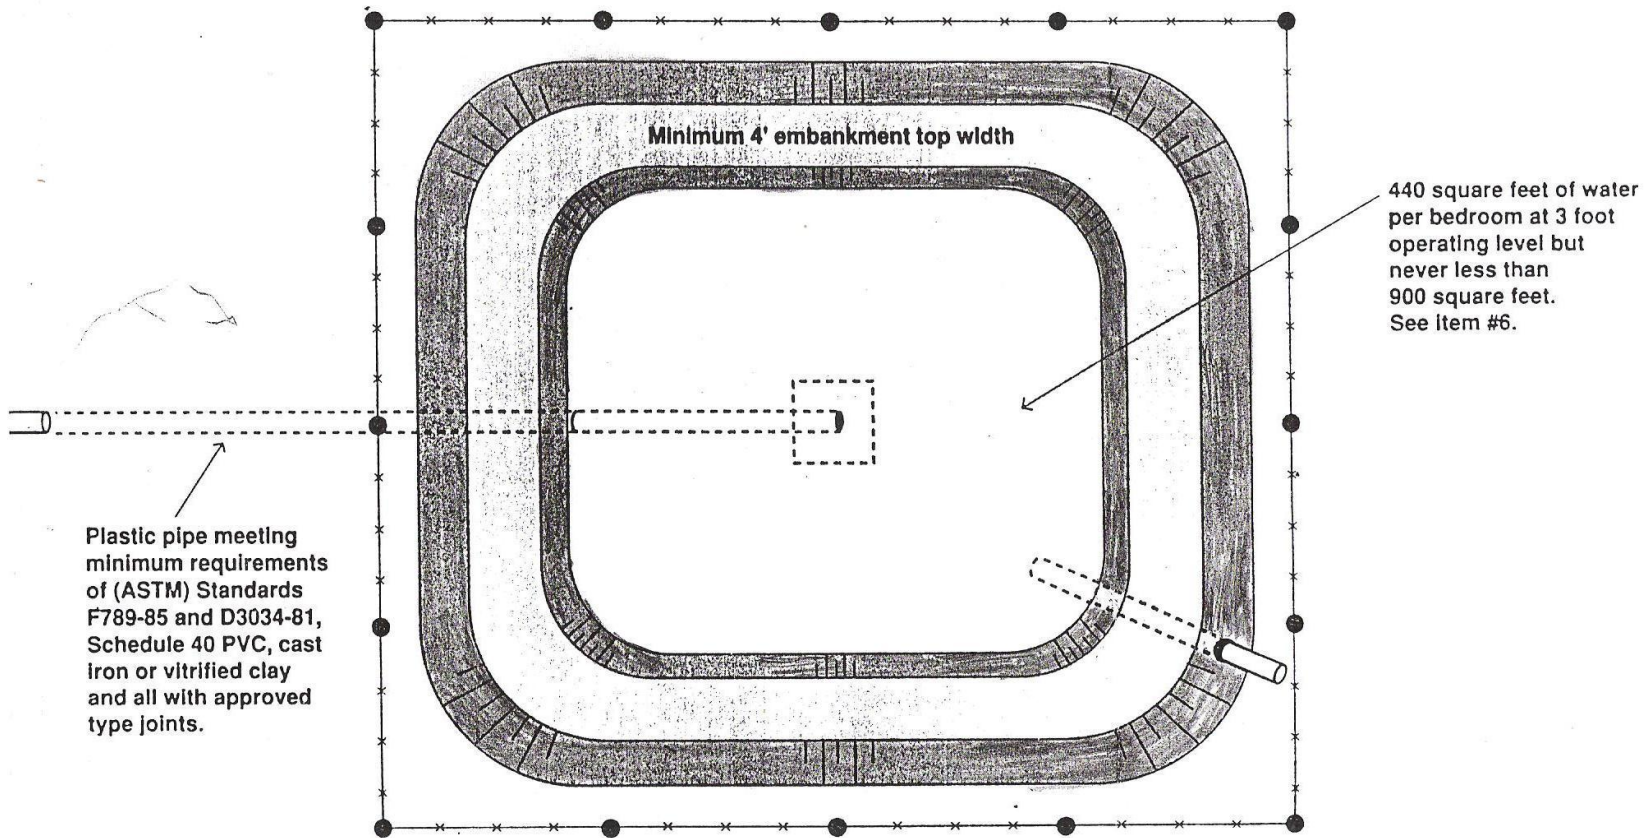 Minimum 4' embankment top width
440 square feet of water
per bedroom at 3 foot
operating level but
never less than
900 square feet.
See Item #6.
Plastic pipe meeting
minimum requirements
of (ASTM) Standards
F789-85 and D3034-81,
Schedule 40 PVC, cast
iron or vitrified clay
and all with approved
type joints.